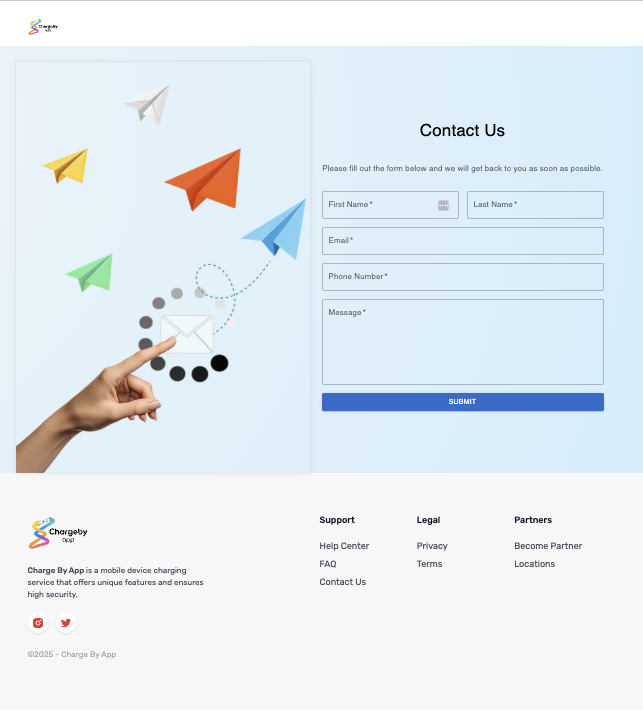 Chargeby
app
Contact Us
Please fill out the form below and we will get back to you as soon as possible.
First Name *
Last Name *
Email *
Phone Number *
Message *
SUBMIT
Chargeby
app
Charge By App is a mobile device charging
service that offers unique features and ensures
high security.
©2025 - Charge By App
Support
Help Center
FAQ
Contact Us
Legal
Privacy
Terms
Partners
Become Partner
Locations